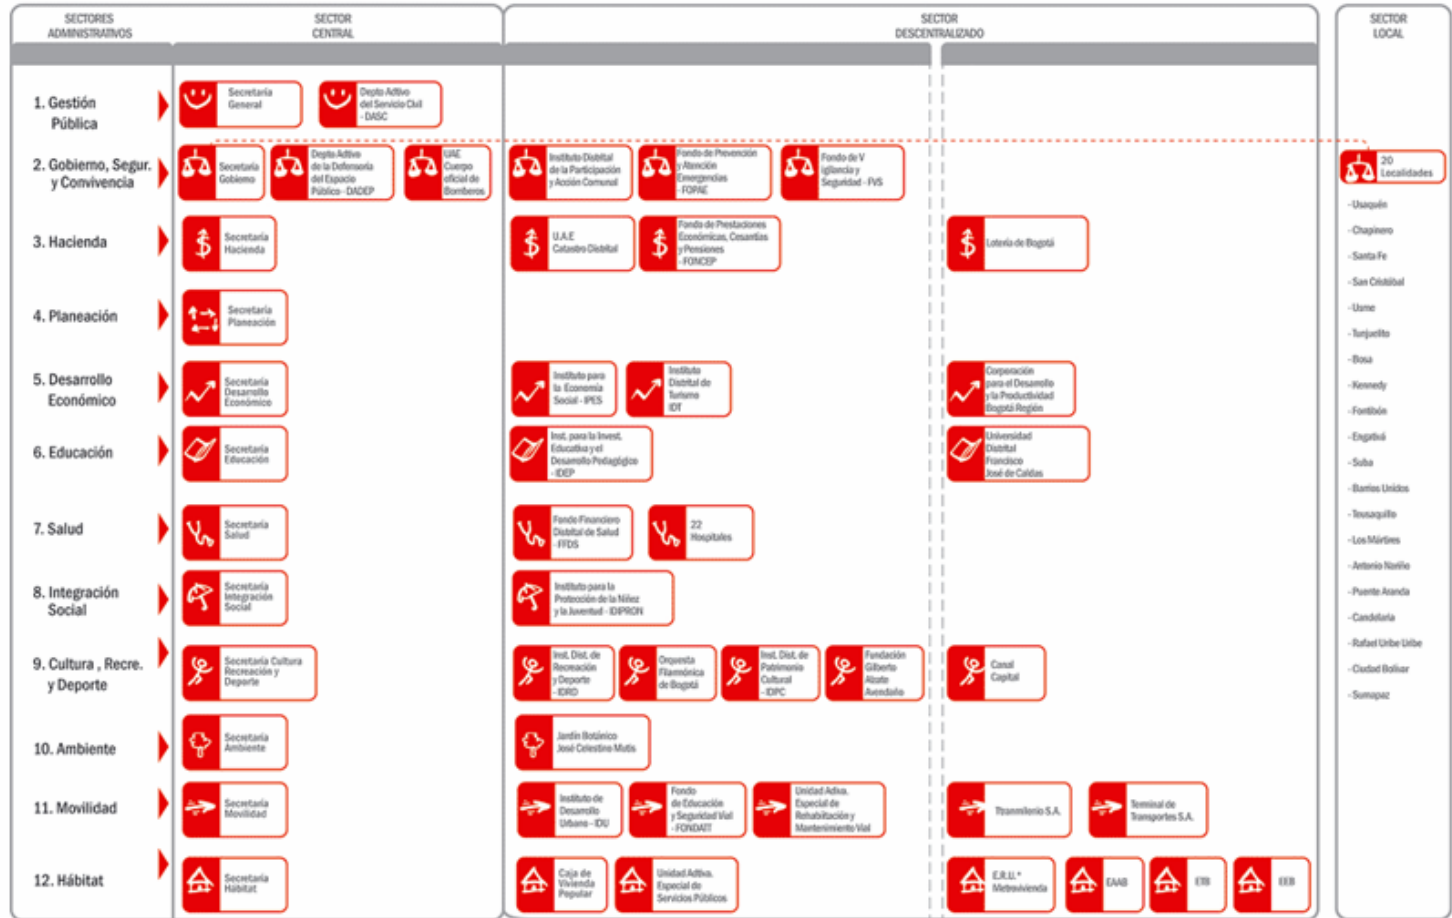 SECTORES
ADMINISTRATIVOS
SECTOR
CENTRAL
SECTOR
DESCENTRALIZADO
SECTOR
LOCAL
1. Gestión
Pública
Secretaría
General
Depto Adtivo
del Servicio Civil
- DASC
2. Gobierno, Segur.
y Convivencia
Secretaría
Gobierno
Depto Adtivo
de la Defensoría
del Espacio
Público - DADEP
UAE
Cuerpo
oficial de
Bomberos
Instituto Distrital
de la Participación
y Acción Comunal
Fondo de Prevención
y Atención
Emergencias
- FOPAE
Fondo de V
igilancia y
Seguridad - FVS
20
Localidades
- Usaquén
- Chapinero
- Santa Fe
- San Cristóbal
- Usme
- Tunjuelito
- Bosa
- Kennedy
- Fontibón
- Engativá
- Suba
- Barrios Unidos
- Teusaquillo
- Los Mártires
- Antonio Nariño
- Puente Aranda
- Candelaria
- Rafael Uribe Uribe
- Ciudad Bolívar
- Sumapaz
3. Hacienda
Secretaría
Hacienda
U.A.E
Catastro Distrital
Fondo de Prestaciones
Económicas, Cesantías
y Pensiones
- FONCEP
Lotería de Bogotá
4. Planeación
Secretaría
Planeación
5. Desarrollo
Económico
Secretaría
Desarrollo
Económico
Instituto para
la Economía
Social - IPES
Instituto
Distrital de
Turismo
IDT
Corporación
para el Desarrollo
y la Productividad
Bogotá Región
6. Educación
Secretaría
Educación
Inst. para la Invest.
Educativa y el
Desarrollo Pedagógico
- IDEP
Universidad
Distrital
Francisco
José de Caldas
7. Salud
Secretaría
Salud
Fondo Financiero
Distrital de Salud
- FFDS
22
Hospitales
8. Integración
Social
Secretaría
Integración
Social
Instituto para la
Protección de la Niñez
y la Juventud - IDIPRON
9. Cultura , Recre.
y Deporte
Secretaría Cultura
Recreación y
Deporte
Inst. Dist. de
Recreación
y Deporte
- IDRD
Orquesta
Filarmónica
de Bogotá
Inst. Dist. de
Patrimonio
Cultural
- IDPC
Fundación
Gilberto
Alzate
Avendaño
Canal
Capital
10. Ambiente
Secretaría
Ambiente
Jardín Botánico
José Celestino Mutis
11. Movilidad
Secretaría
Movilidad
Instituto de
Desarrollo
Urbano - IDU
Fondo
de Educación
y Seguridad Vial
- FONDATT
Unidad Adiva.
Especial de
Rehabiitación y
Mantenimiento Vial
Ttranmilenio S.A.
Terminal de
Transportes S.A.
12. Hábitat
Secretaría
Hábitat
Caja de
Vivienda
Popular
Unidad Adtiva.
Especial de
Servicios Públicos
E.R.U. *
Metrovivienda
EAAB
ETB
EEB